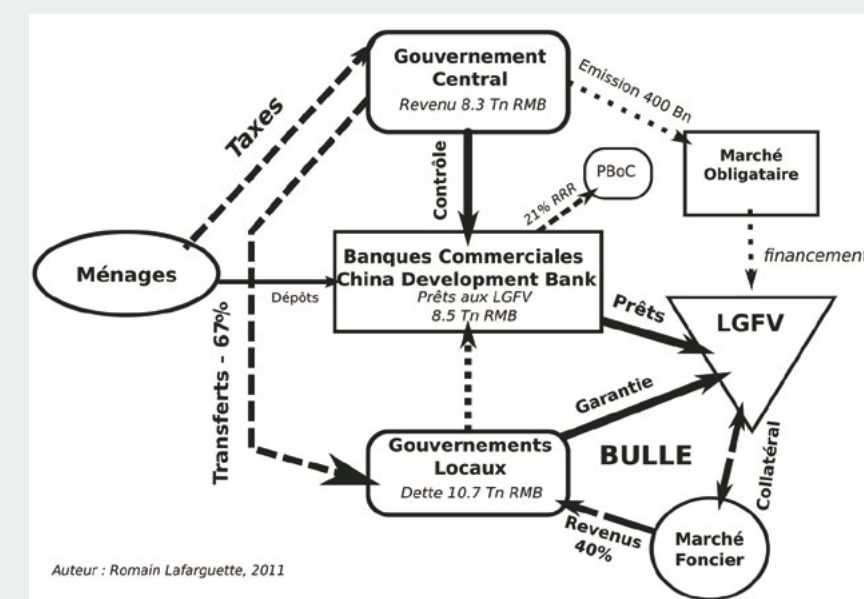 Gouvernement
Central
Revenu 8.3 Tn RMB
Emission 400 Bn
Taxes
Marché
Obligataire
PBoC
Contrôle
21% RRR
Ménages
Dépôts
Banques Commerciales
China Development Bank
Prêts aux LGFV
8.5 Tn RMB
financement
Prêts
LGFV
Transferts - 67%
Garantie
Gouvernements
Locaux
Dette 10.7 Tn RMB
BULLE
Collatéral
Revenus
40%
Marché
Foncier
Auteur : Romain Lafarguette, 2011